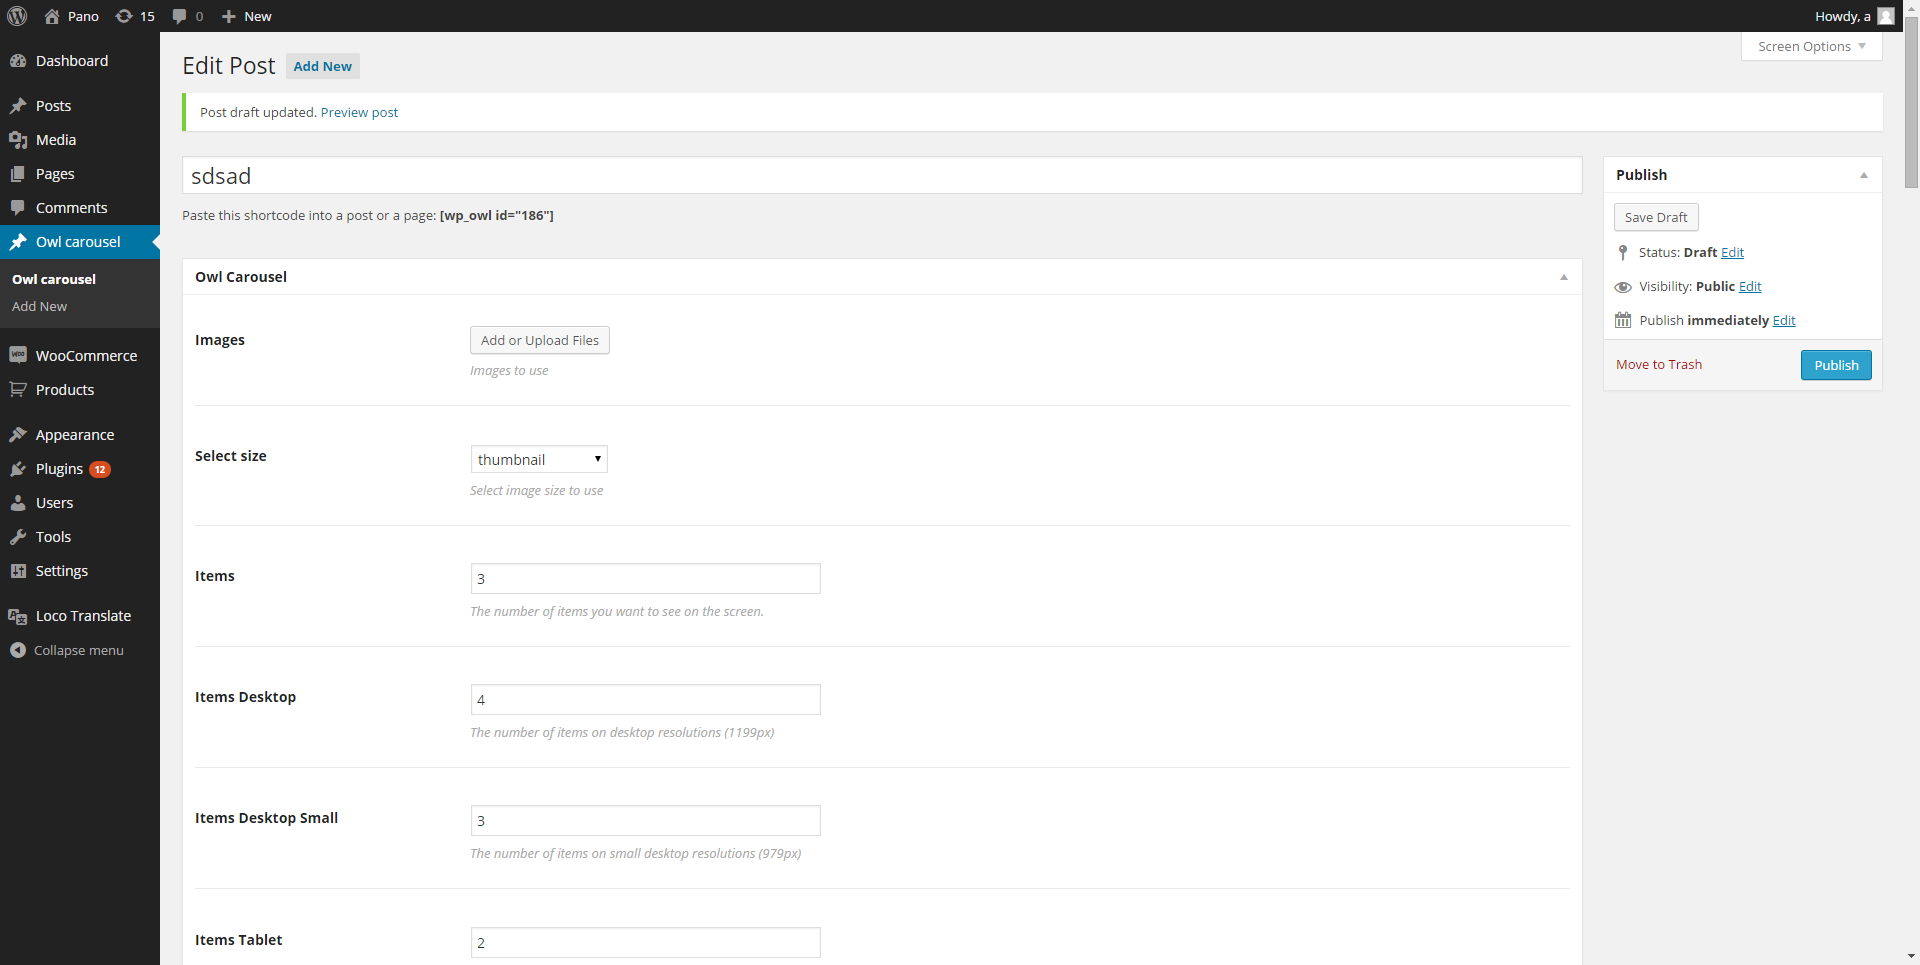 Pano 15 0 New Howdy, a
Screen Options
Dashboard
Posts
Media
Pages
Comments
Owl carousel
Owl carousel
Add New
WooCommerce
Products
Appearance
Plugins 12
Users
Tools
Settings
Loco Translate
Collapse menu
Edit Post Add New
Post draft updated. Preview post
sdsad
Paste this shortcode into a post or a page: [wp_owl id="186"]
Owl Carousel
Images
Add or Upload Files
Images to use
Select size
thumbnail
Select image size to use
Items
3
The number of items you want to see on the screen.
Items Desktop
4
The number of items on desktop resolutions (1199px)
Items Desktop Small
3
The number of items on small desktop resolutions (979px)
Items Tablet
2
Publish
Save Draft
Status: Draft Edit
Visibility: Public Edit
Publish immediately Edit
Move to Trash
Publish